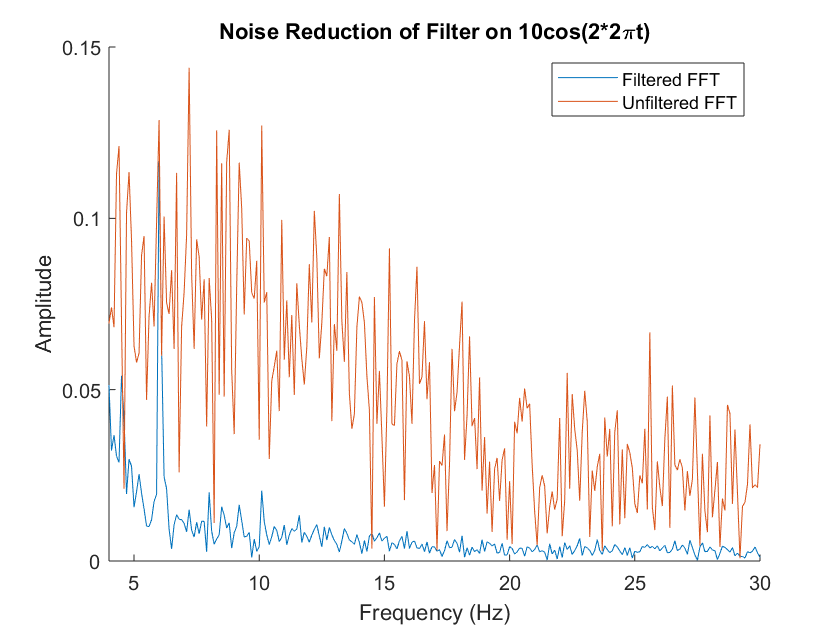 Noise Reduction of Filter on 10cos(2*2πt)
Filtered FFT
Unfiltered FFT
0.15
0.1
0.05
0
Amplitude
5 10 15 20 25 30
Frequency (Hz)